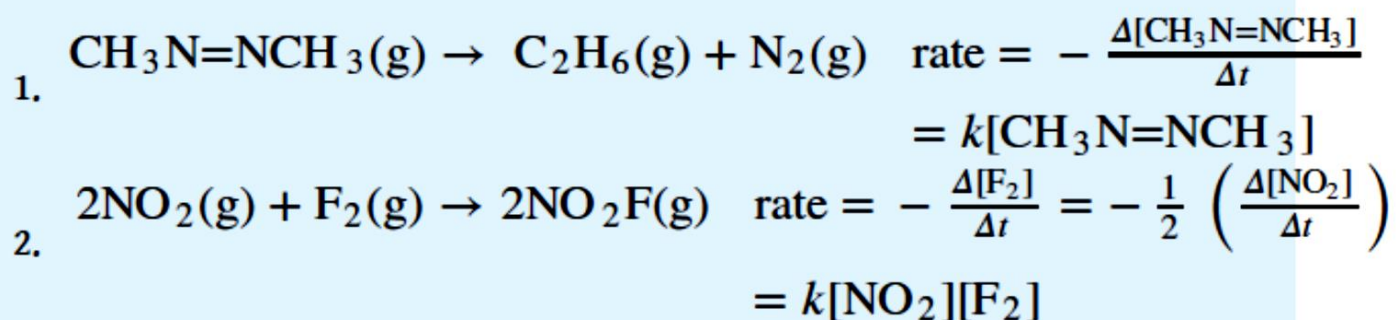 1. CH₃N=NCH₃(g) → C₂H₆(g) + N₂(g) rate = − Δ[CH₃N=NCH₃]/Δt
= k[CH₃N=NCH₃]
2. 2NO₂(g) + F₂(g) → 2NO₂F(g) rate = − Δ[F₂]/Δt = − 1/2 (Δ[NO₂]/Δt)
= k[NO₂][F₂]